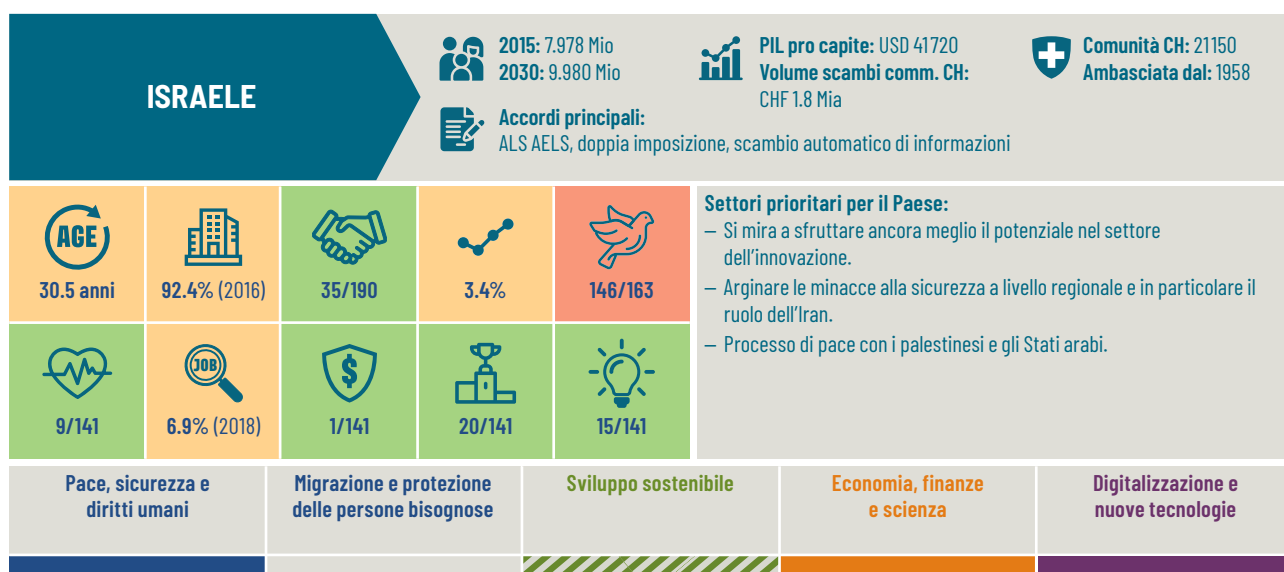 ISRAELE
2015: 7.978 Mio
2030: 9.980 Mio
PIL pro capite: USD 41720
Volume scambi comm. CH:
CHF 1.8 Mia
Comunità CH: 21150
Ambasciata dal: 1958
Accordi principali:
ALS AELS, doppia imposizione, scambio automatico di informazioni
AGE
30.5 anni
92.4% (2016)
35/190
3.4%
146/163
9/141
JOB
6.9% (2018)
$
1/141
20/141
15/141
Settori prioritari per il Paese:
– Si mira a sfruttare ancora meglio il potenziale nel settore
dell’innovazione.
– Arginare le minacce alla sicurezza a livello regionale e in particolare il
ruolo dell’Iran.
– Processo di pace con i palestinesi e gli Stati arabi.
Pace, sicurezza e
diritti umani
Migrazione e protezione
delle persone bisognose
Sviluppo sostenibile
Economia, finanze
e scienza
Digitalizzazione e
nuove tecnologie